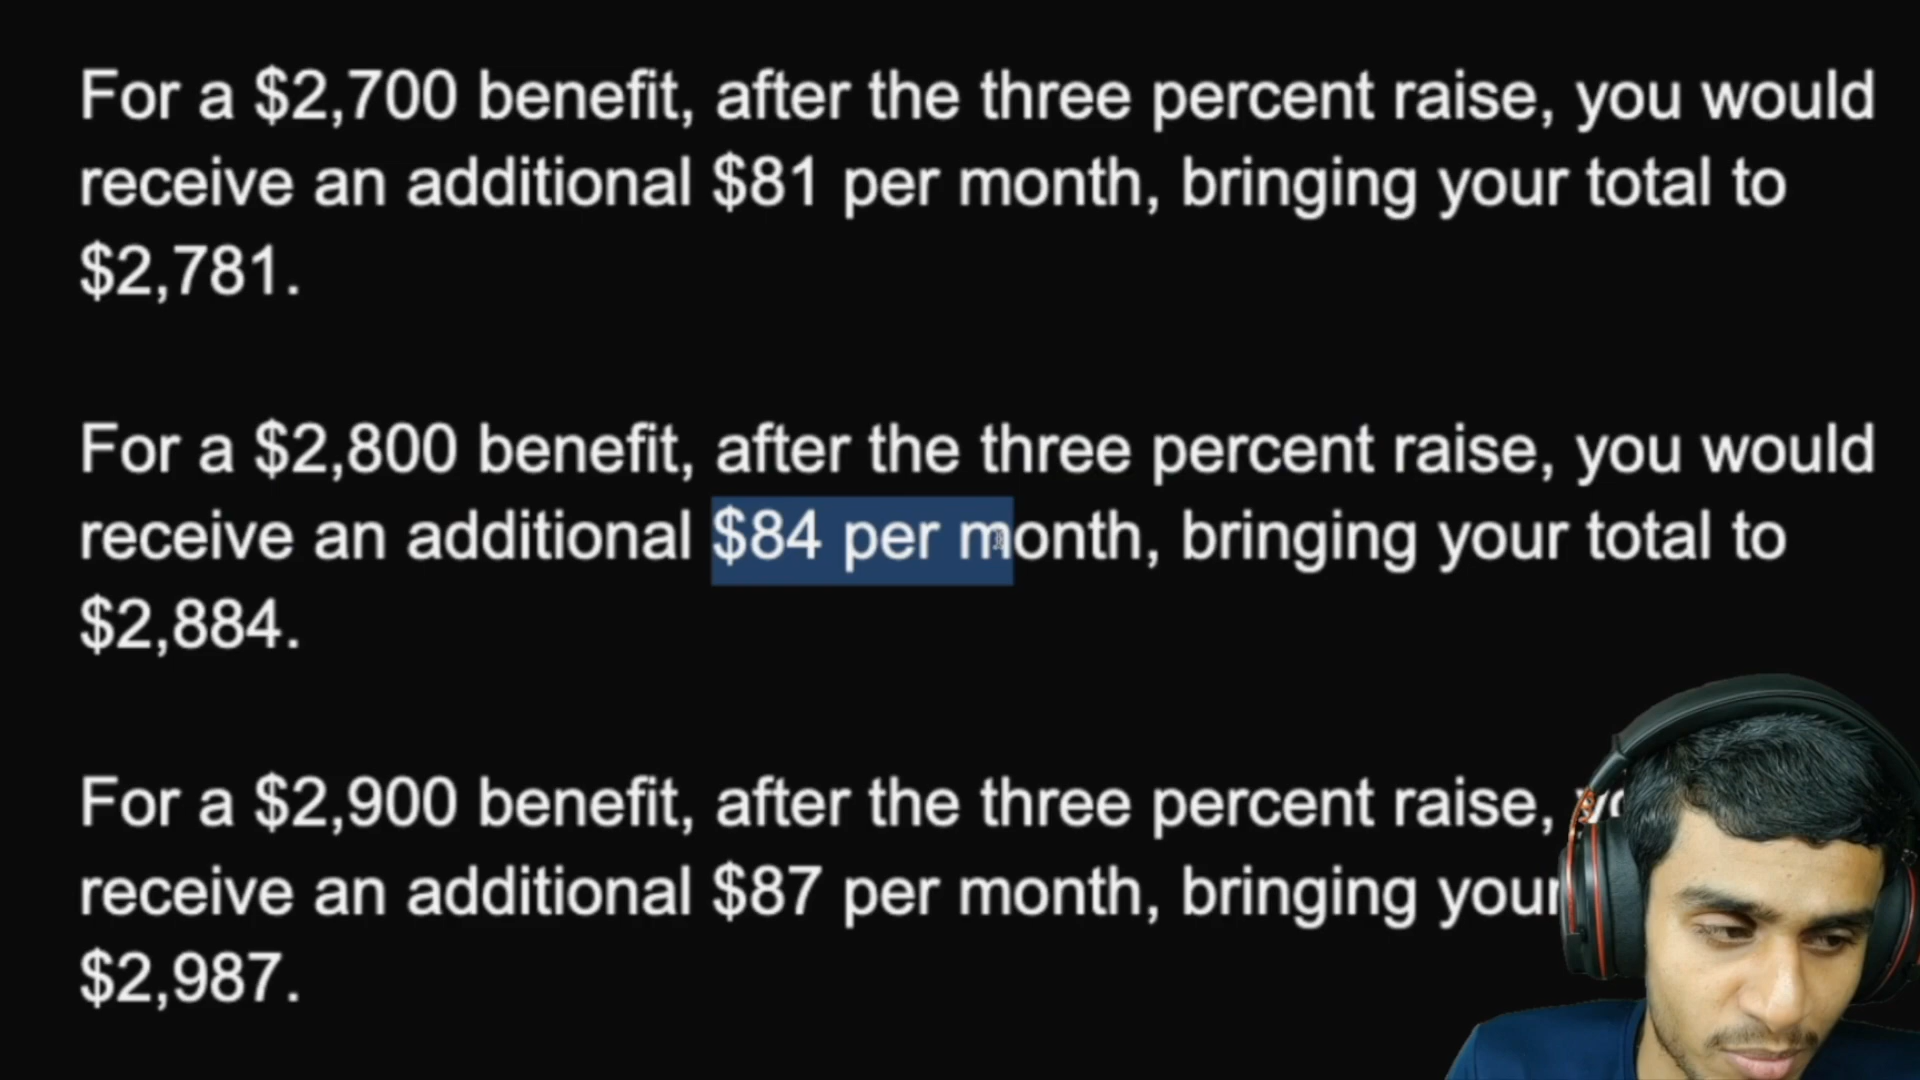 For a $2,700 benefit, after the three percent raise, you would
receive an additional $81 per month, bringing your total to
$2,781.
For a $2,800 benefit, after the three percent raise, you would
receive an additional $84 per month, bringing your total to
$2,884.
For a $2,900 benefit, after the three percent raise,
receive an additional $87 per month, bringing your
$2,987.